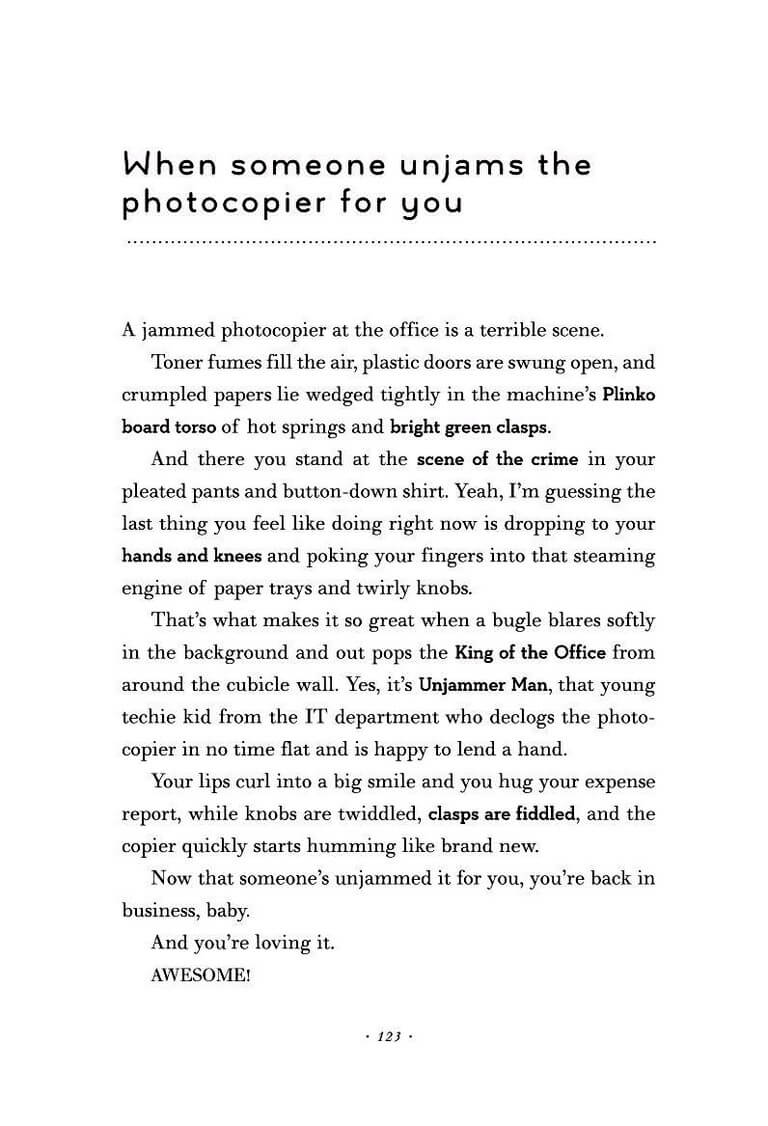 When someone unjams the
photocopier for you
A jammed photocopier at the office is a terrible scene.
Toner fumes fill the air, plastic doors are swung open, and
crumpled papers lie wedged tightly in the machine’s Plinko
board torso of hot springs and bright green clasps.
And there you stand at the scene of the crime in your
pleated pants and button-down shirt. Yeah, I’m guessing the
last thing you feel like doing right now is dropping to your
hands and knees and poking your fingers into that steaming
engine of paper trays and twirly knobs.
That’s what makes it so great when a bugle blares softly
in the background and out pops the King of the Office from
around the cubicle wall. Yes, it’s Unjammer Man, that young
techie kid from the IT department who declogs the photo-
copier in no time flat and is happy to lend a hand.
Your lips curl into a big smile and you hug your expense
report, while knobs are twiddled, clasps are fiddled, and the
copier quickly starts humming like brand new.
Now that someone’s unjammed it for you, you’re back in
business, baby.
And you’re loving it.
AWESOME!
· 123 ·